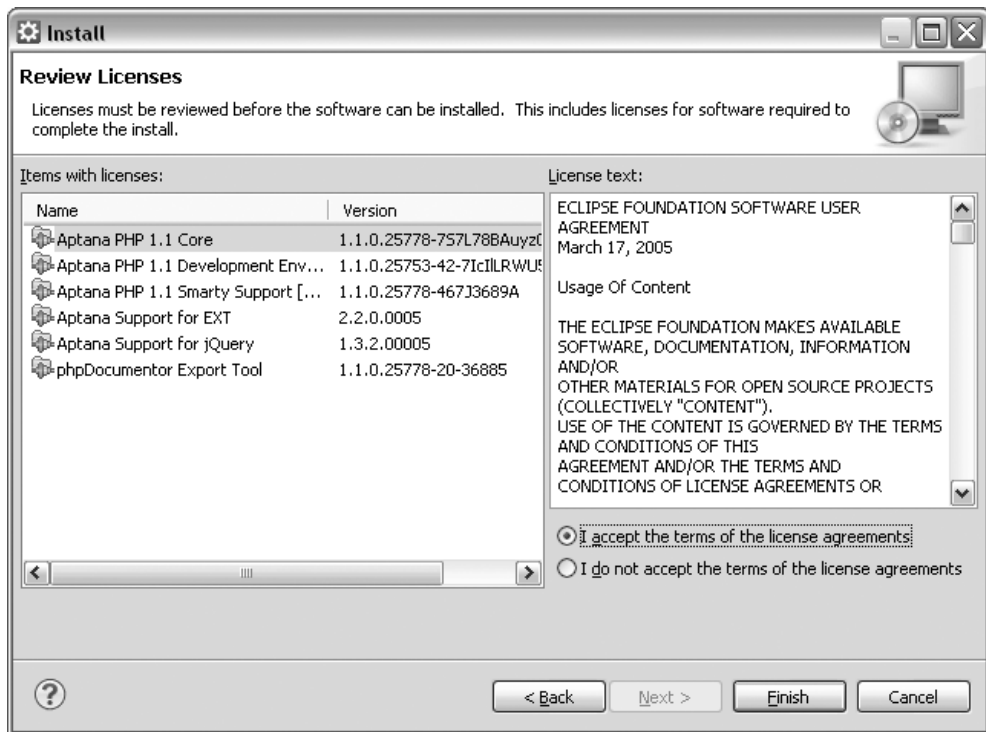 Install
Review Licenses
Licenses must be reviewed before the software can be installed. This includes licenses for software required to
complete the install.
Items with licenses:
Name Version
Aptana PHP 1.1 Core 1.1.0.25778-7S7L78BAuyz
Aptana PHP 1.1 Development Env... 1.1.0.25753-42-7IcIlLRWU
Aptana PHP 1.1 Smarty Support [... 1.1.0.25778-467J3689A
Aptana Support for EXT 2.2.0.0005
Aptana Support for jQuery 1.3.2.00005
phpDocumentor Export Tool 1.1.0.25778-20-36885
License text:
ECLIPSE FOUNDATION SOFTWARE USER
AGREEMENT
March 17, 2005
Usage Of Content
THE ECLIPSE FOUNDATION MAKES AVAILABLE
SOFTWARE, DOCUMENTATION, INFORMATION
AND/OR
OTHER MATERIALS FOR OPEN SOURCE PROJECTS
(COLLECTIVELY "CONTENT").
USE OF THE CONTENT IS GOVERNED BY THE TERMS
AND CONDITIONS OF THIS
AGREEMENT AND/OR THE TERMS AND
CONDITIONS OF LICENSE AGREEMENTS OR
I accept the terms of the license agreements
I do not accept the terms of the license agreements
?
< Back
Next >
Finish
Cancel